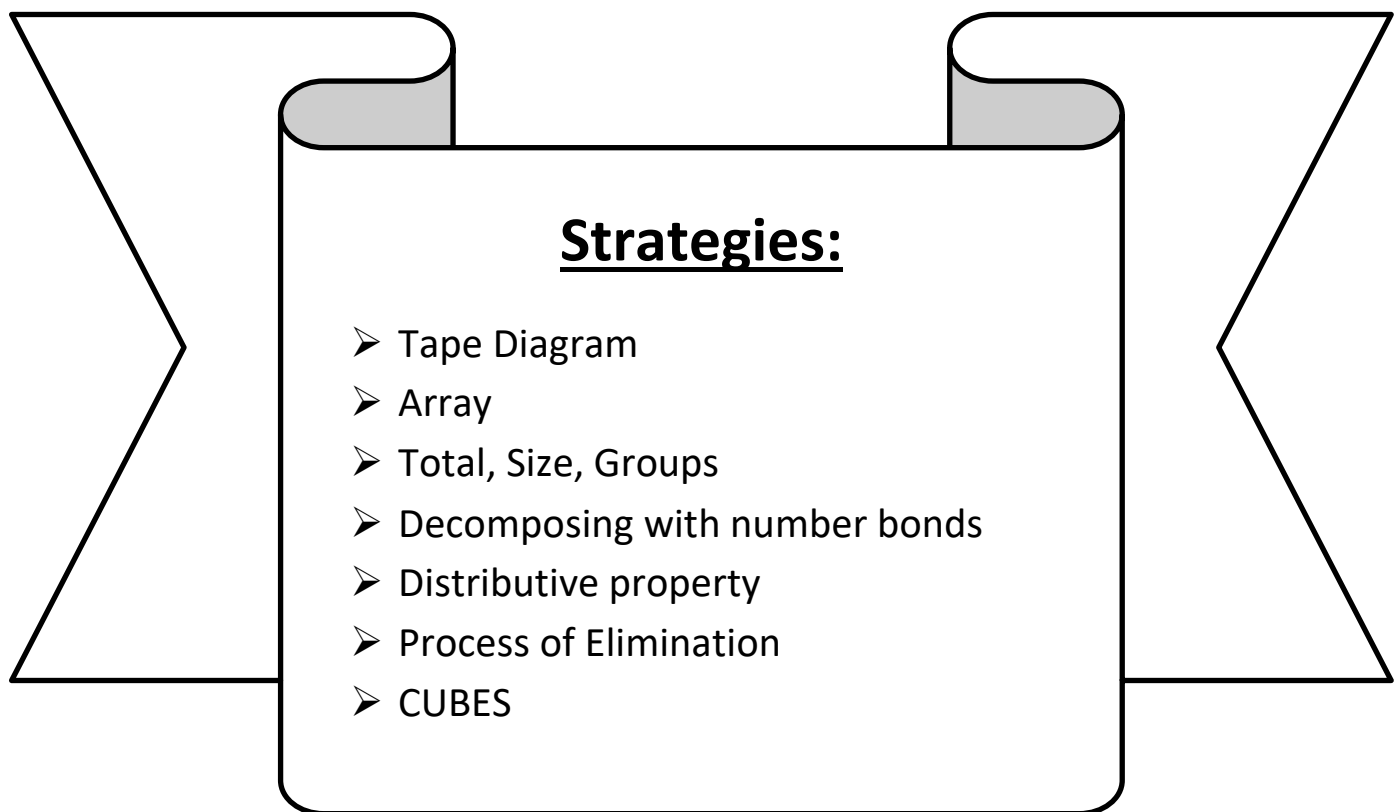 Strategies:
➢ Tape Diagram
➢ Array
➢ Total, Size, Groups
➢ Decomposing with number bonds
➢ Distributive property
➢ Process of Elimination
➢ CUBES